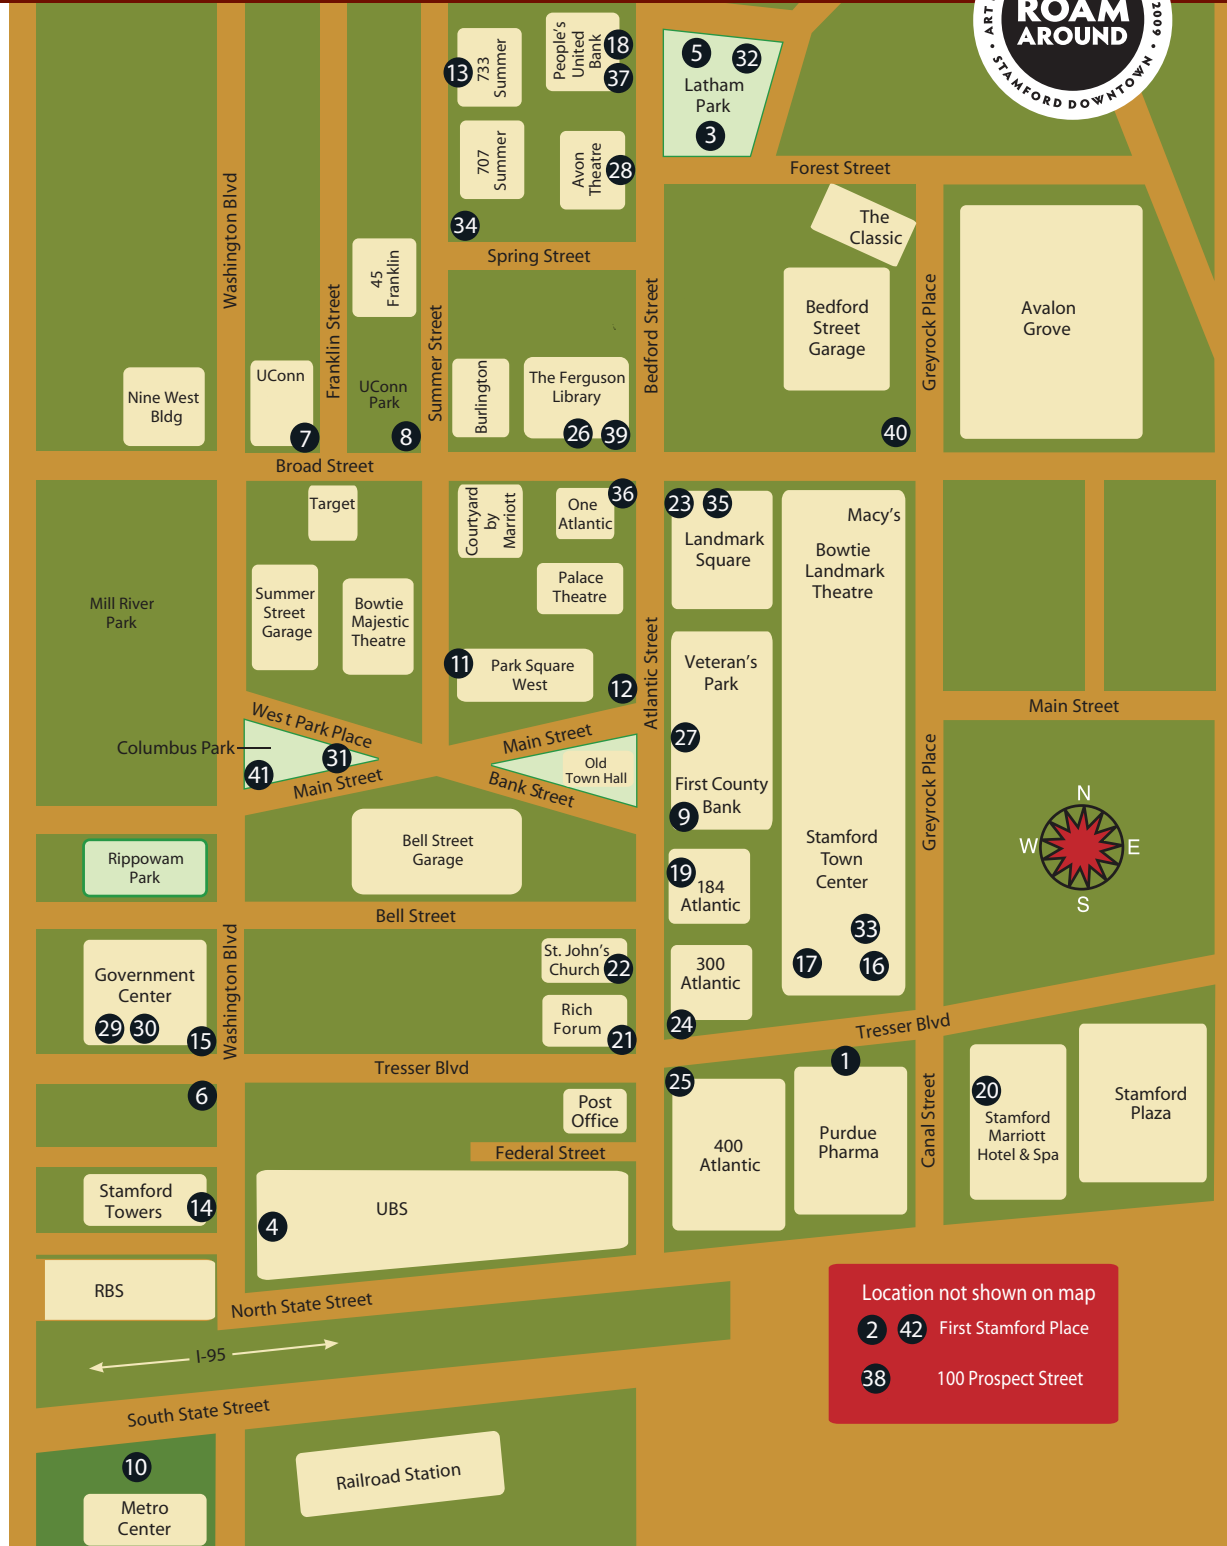 ART
ROAM
AROUND
2009
• STAMFORD DOWNTOWN •
733
Summer
13
People's
United
Bank
18
37
5
32
Latham
Park
3
707
Summer
Avon
Theatre
28
Forest Street
34
Spring Street
The
Classic
Washington Blvd
45
Franklin
Franklin Street
Summer Street
Bedford Street
Bedford
Street
Garage
Greyrock Place
Avalon
Grove
Nine West
Bldg
UConn
7
UConn
Park
8
Burlington
The Ferguson
Library
26
39
40
Broad Street
Target
Courtyard
by
Marriott
36
One
Atlantic
23
35
Landmark
Square
Macy's
Bowtie
Landmark
Theatre
Palace
Theatre
Mill River
Park
Summer
Street
Garage
Bowtie
Majestic
Theatre
11
Park Square
West
12
Atlantic Street
Veteran's
Park
27
First County
Bank
9
Main Street
West Park Place
Columbus Park
31
41
Main Street
Main Street
Old
Town Hall
Bank Street
Greyrock Place
N
W
E
S
Bell Street
Garage
Stamford
Town
Center
Rippowam
Park
19
184
Atlantic
Bell Street
33
17
16
Washington Blvd
Government
Center
29
30
15
St. John's
Church
22
300
Atlantic
Rich
Forum
21
24
Tresser Blvd
Tresser Blvd
1
6
25
Post
Office
Canal Street
20
Stamford
Marriott
Hotel & Spa
Stamford
Plaza
Purdue
Pharma
400
Atlantic
Federal Street
Stamford
Towers
14
UBS
4
RBS
North State Street
Location not shown on map
2 42 First Stamford Place
38 100 Prospect Street
I-95
South State Street
10
Metro
Center
Railroad Station